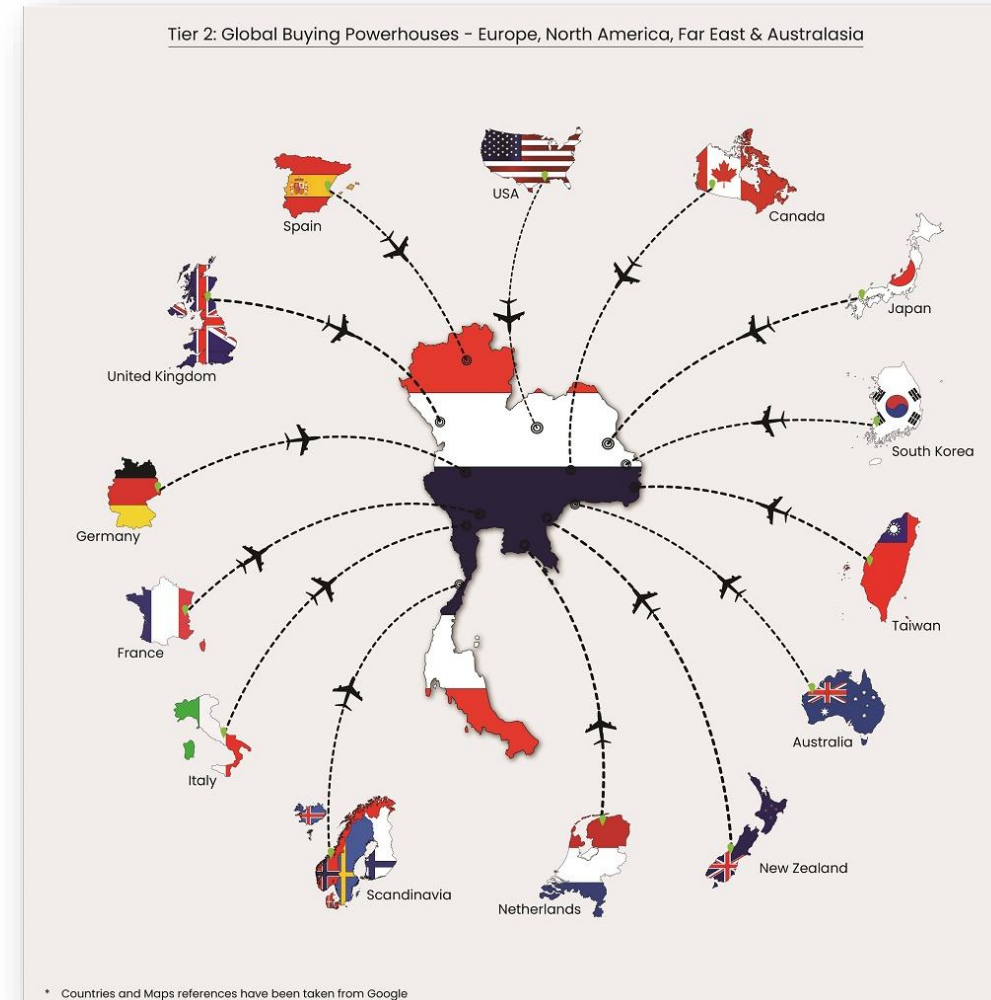 Tier 2: Global Buying Powerhouses - Europe, North America, Far East & Australasia
USA
Spain
Canada
Japan
United Kingdom
South Korea
Germany
Taiwan
France
Australia
Italy
New Zealand
Scandinavia
Netherlands
* Countries and Maps references have been taken from Google